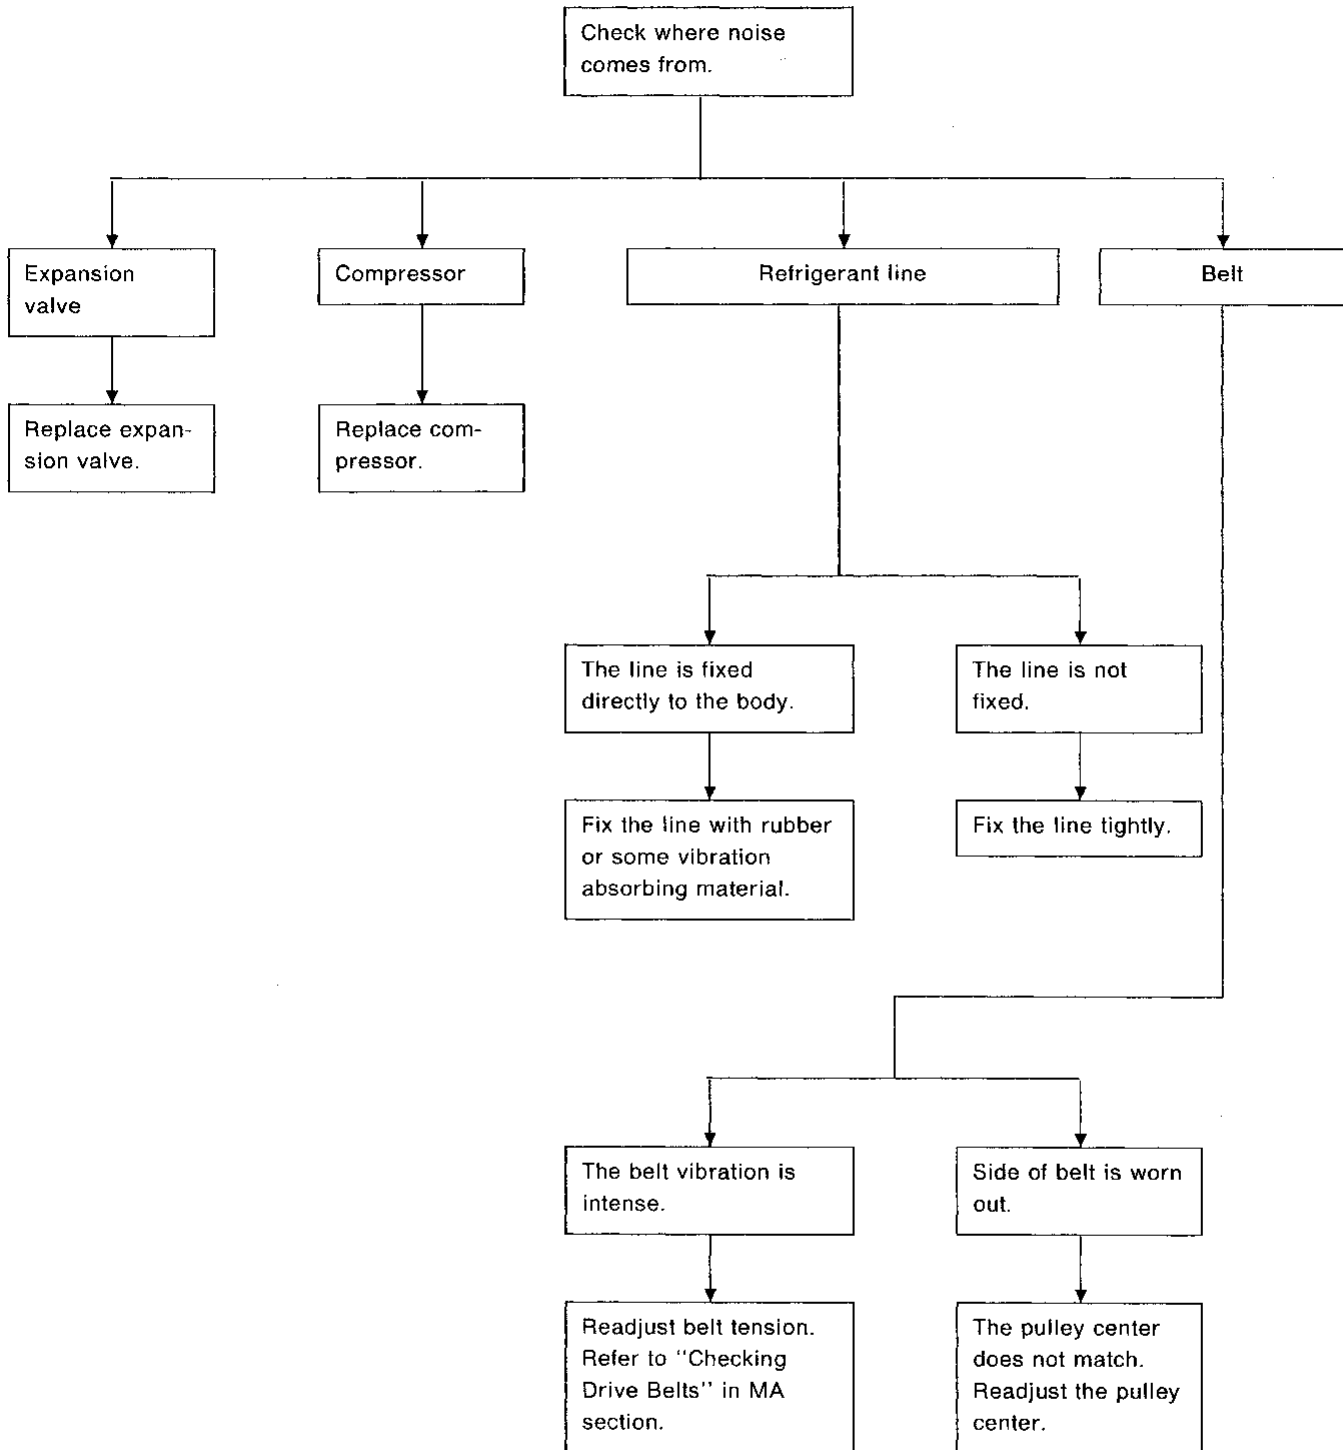 Check where noise
comes from.
Expansion
valve
Compressor
Refrigerant line
Belt
Replace expan-
sion valve.
Replace com-
pressor.
The line is fixed
directly to the body.
The line is not
fixed.
Fix the line with rubber
or some vibration
absorbing material.
Fix the line tightly.
The belt vibration is
intense.
Side of belt is worn
out.
Readjust belt tension.
Refer to "Checking
Drive Belts" in MA
section.
The pulley center
does not match.
Readjust the pulley
center.